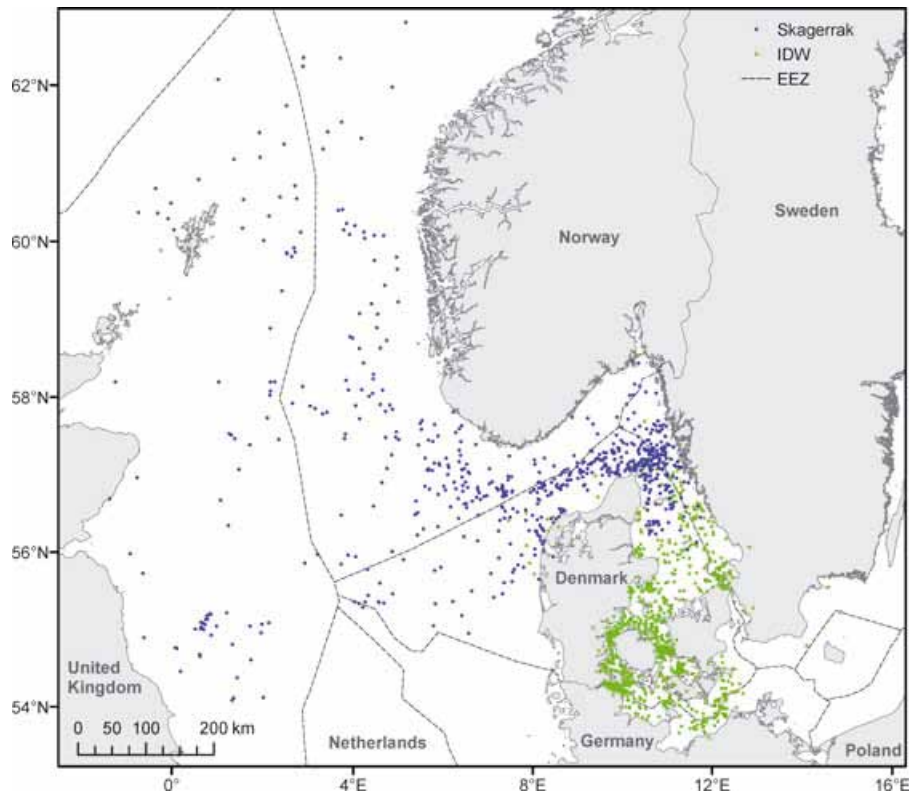 Skagerrak
IDW
EEZ
62°N
60°N
58°N
56°N
54°N
Norway
Sweden
Denmark
United
Kingdom
0 50 100 200 km
Netherlands
Germany
Poland
0°
4°E
8°E
12°E
16°E